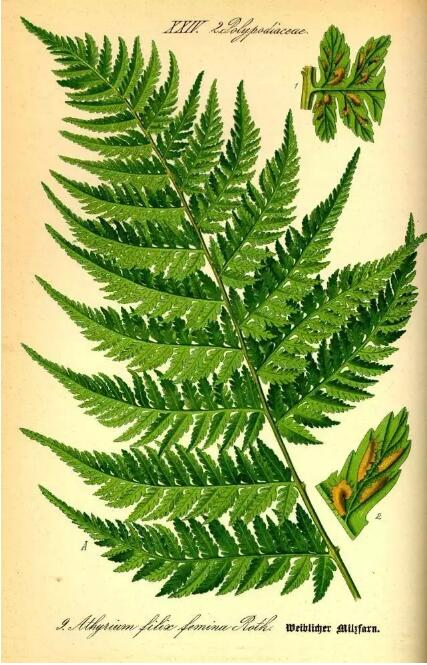 XXIV. 2. Polypodiaceae.
1
2
A
9. Athyrium filix femina Roth. Weiblicher Milzfarn.